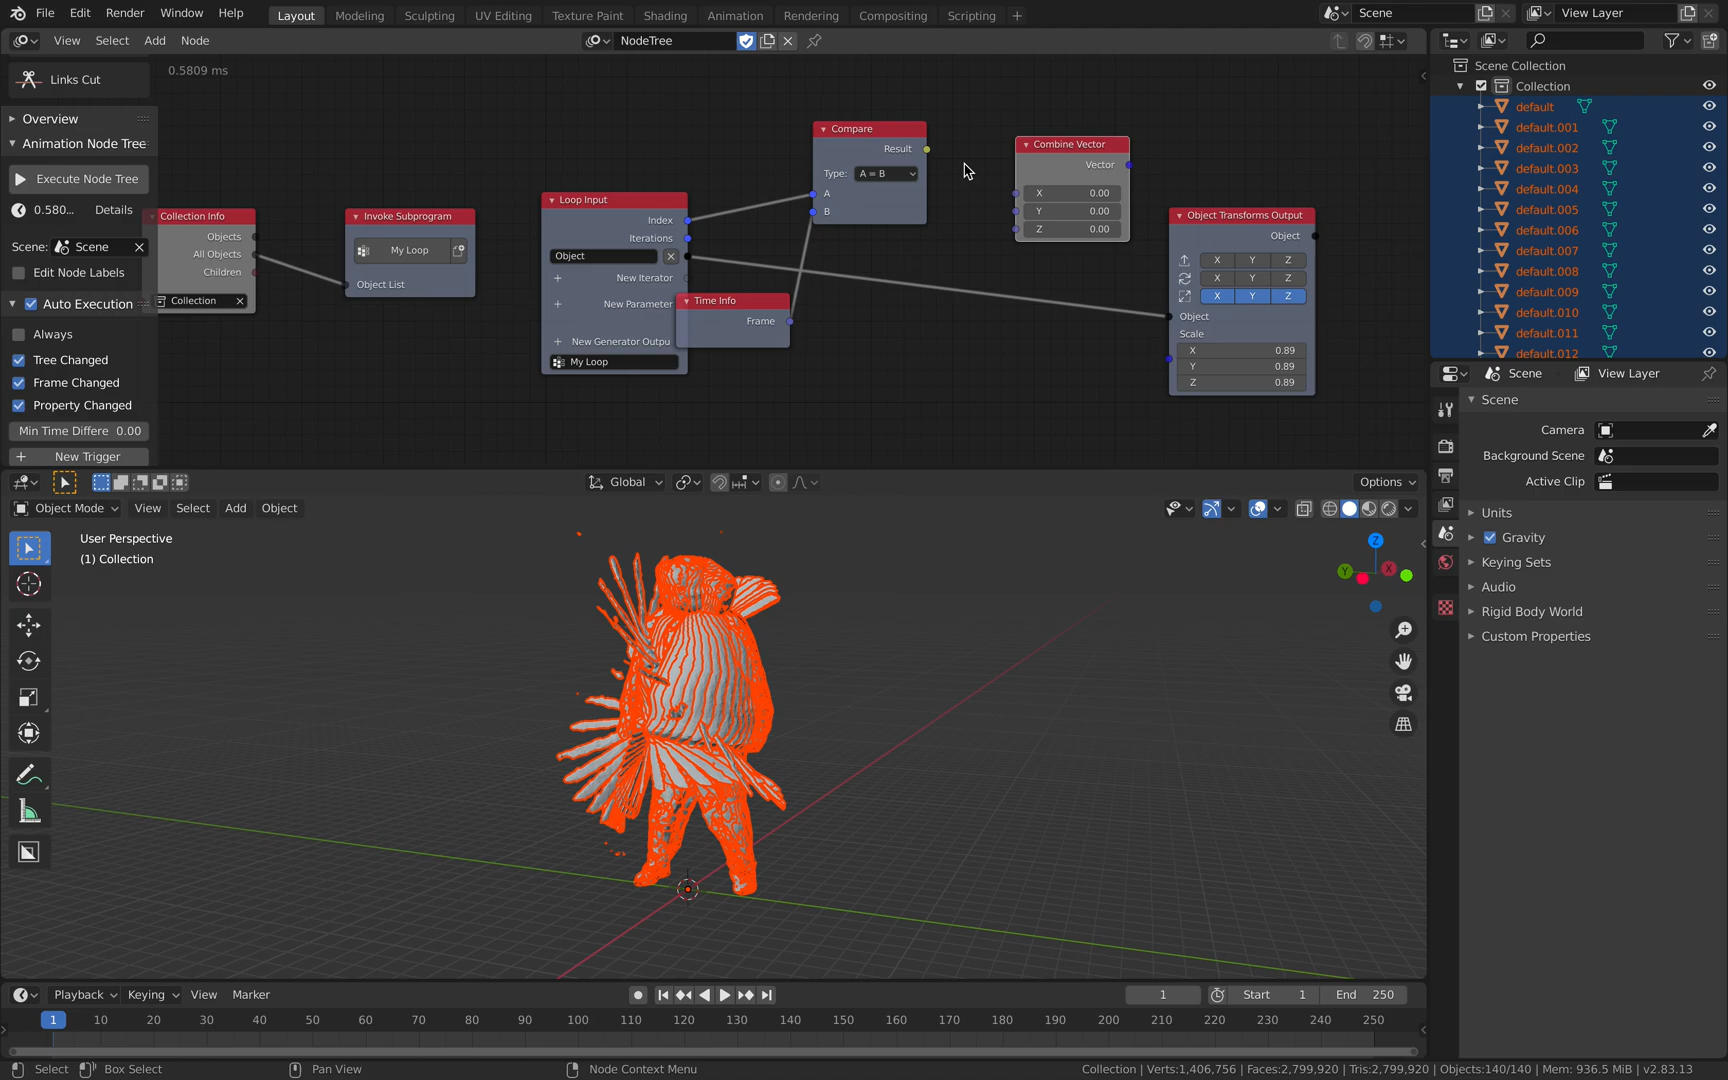 File Edit Render Window Help Layout Modeling Sculpting UV Editing Texture Paint Shading Animation Rendering Compositing Scripting + Scene View Layer
View Select Add Node NodeTree
0.5809 ms
Links Cut
Overview
Animation Node Tree
Execute Node Tree
0.580... Details
Scene: Scene
Edit Node Labels
Auto Execution
Always
Tree Changed
Frame Changed
Property Changed
Min Time Differe 0.00
New Trigger
Collection Info
Objects
All Objects
Children
Collection
Invoke Subprogram
My Loop
Object List
Loop Input
Index
Iterations
Object
New Iterator
New Parameter
New Generator Outpu
My Loop
Time Info
Frame
Compare
Result
Type: A = B
A
B
Combine Vector
Vector
X 0.00
Y 0.00
Z 0.00
Object Transforms Output
Object
X Y Z
X Y Z
X Y Z
Object
Scale
X 0.89
Y 0.89
Z 0.89
Scene Collection
Collection
default
default.001
default.002
default.003
default.004
default.005
default.006
default.007
default.008
default.009
default.010
default.011
default.012
Scene View Layer
Scene
Camera
Background Scene
Active Clip
Units
Gravity
Keying Sets
Audio
Rigid Body World
Custom Properties
Global Options
Object Mode View Select Add Object
User Perspective
(1) Collection
Z
Y X
Playback Keying View Marker 1 Start 1 End 250
1 10 20 30 40 50 60 70 80 90 100 110 120 130 140 150 160 170 180 190 200 210 220 230 240 250
Select Box Select Pan View Node Context Menu Collection | Verts:1,406,756 | Faces:2,799,920 | Tris:2,799,920 | Objects:140/140 | Mem: 936.5 MiB | v2.83.13